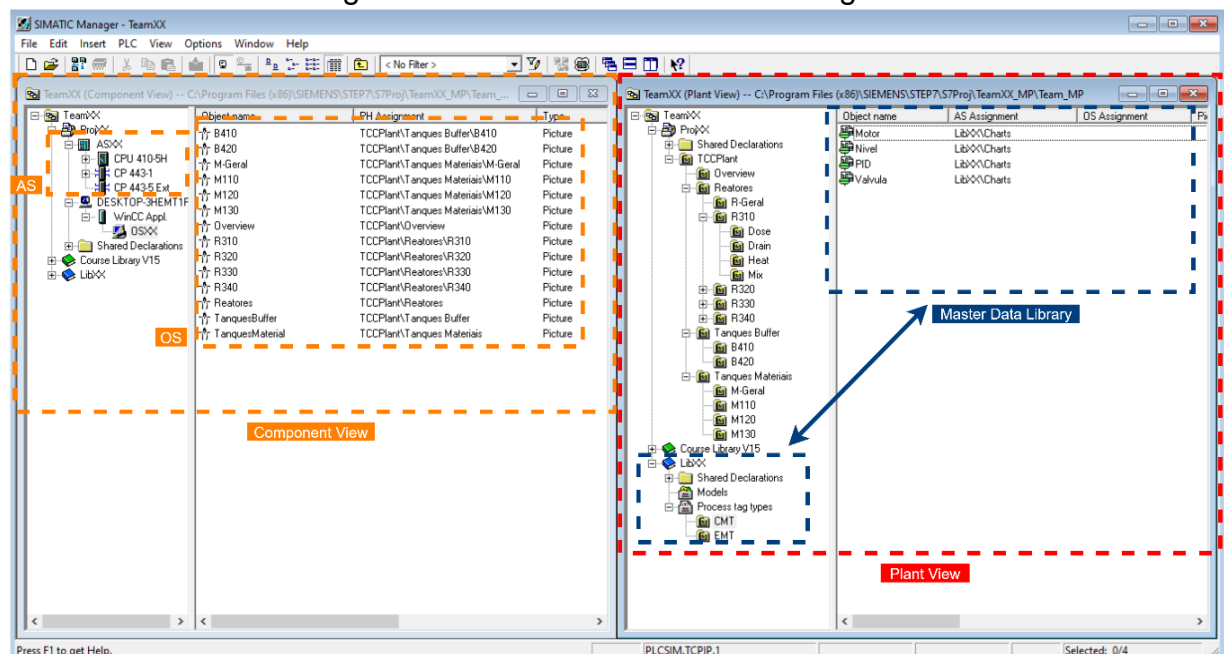 SIMATIC Manager - TeamXX
File Edit Insert PLC View Options Window Help
< No Filter >
TeamXX (Component View) -- C:\Program Files (x86)\SIEMENS\STEP7\S7Proj\TeamXX_MP\Team_...
TeamXX
ProjXX
ASXX
CPU 410-5H
CP 443-1
CP 443-5 Ext
DESKTOP-3HEMT1F
WinCC Appl.
OSXX
Shared Declarations
Course Library V15
LibXX
AS
OS
Object name PH Assignment Type
B410 TCCPlant\Tanques Buffer\B410 Picture
B420 TCCPlant\Tanques Buffer\B420 Picture
M-Geral TCCPlant\Tanques Materiais\M-Geral Picture
M110 TCCPlant\Tanques Materiais\M110 Picture
M120 TCCPlant\Tanques Materiais\M120 Picture
M130 TCCPlant\Tanques Materiais\M130 Picture
Overview TCCPlant\Overview Picture
R310 TCCPlant\Reatores\R310 Picture
R320 TCCPlant\Reatores\R320 Picture
R330 TCCPlant\Reatores\R330 Picture
R340 TCCPlant\Reatores\R340 Picture
Reatores TCCPlant\Reatores Picture
TanquesBuffer TCCPlant\Tanques Buffer Picture
TanquesMaterial TCCPlant\Tanques Materiais Picture
Component View
TeamXX (Plant View) -- C:\Program Files (x86)\SIEMENS\STEP7\S7Proj\TeamXX_MP\Team_MP
TeamXX
ProjXX
Shared Declarations
TCCPlant
Overview
Reatores
R-Geral
R310
Dose
Drain
Heat
Mix
R320
R330
R340
Tanques Buffer
B410
B420
Tanques Materiais
M-Geral
M110
M120
M130
Course Library V15
LibXX
Shared Declarations
Models
Process tag types
CMT
EMT
Object name AS Assignment OS Assignment
Motor LibXX\Charts
Nivel LibXX\Charts
PID LibXX\Charts
Valvula LibXX\Charts
Master Data Library
Plant View
Press F1 to get Help. PLCSIM.TCPIP.1 Selected: 0/4